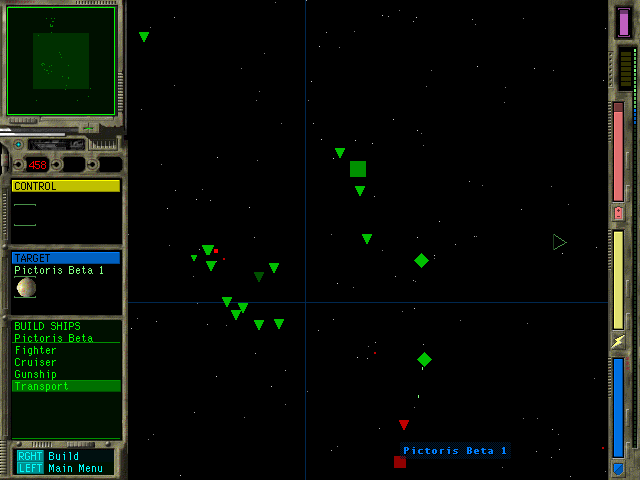 458
CONTROL
TARGET
Pictoris Beta 1
BUILD SHIPS
Pictoris Beta
Fighter
Cruiser
Gunship
Transport
RGHT Build
LEFT Main Menu
Pictoris Beta 1